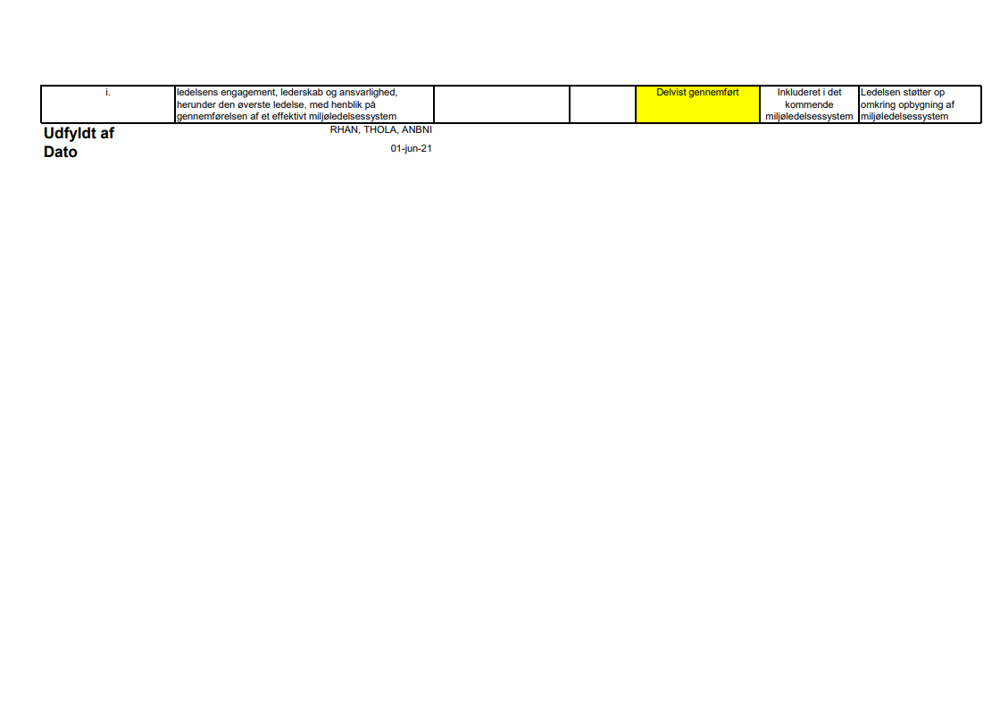 i.
ledelsens engagement, lederskab og ansvarlighed,
herunder den øverste ledelse, med henblik på
gennemførelsen af et effektivt miljøledelsessystem
Delvist gennemført
Inkluderet i det
kommende
miljøledelsessystem
Ledelsen støtter op
omkring opbygning af
miljøledelsessystem
Udfyldt af
RHAN, THOLA, ANBNI
Dato
01-jun-21